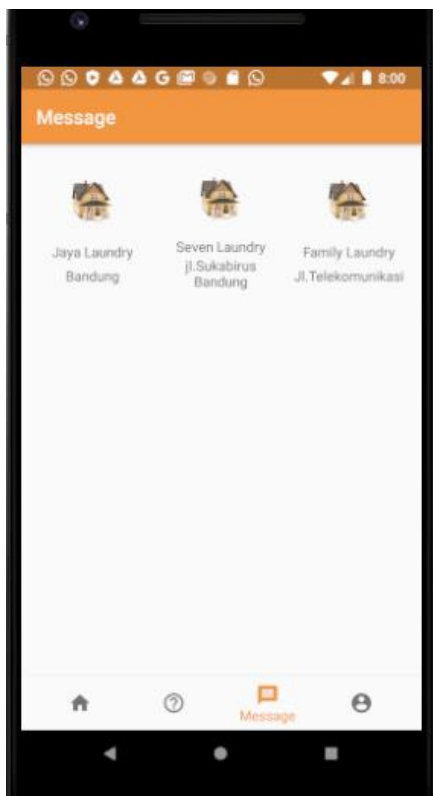 8:00
Message
Jaya Laundry
Bandung
Seven Laundry
jl.Sukabirus
Bandung
Family Laundry
Jl.Telekomunikasi
Message